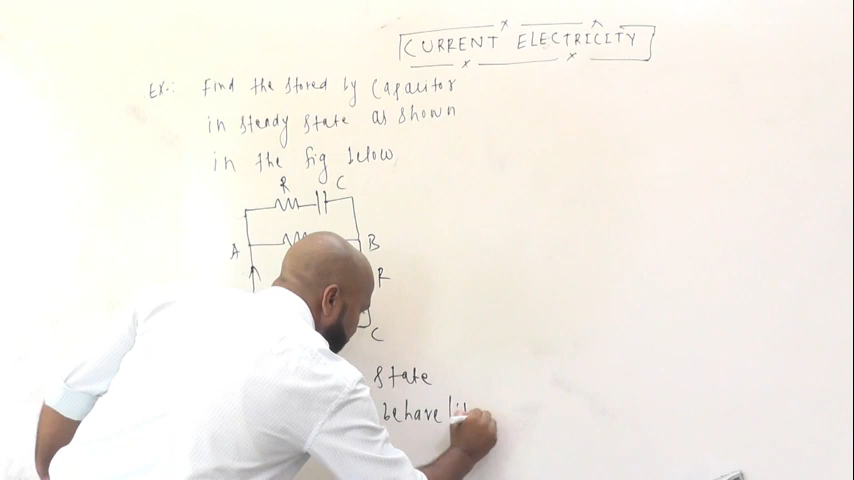 CURRENT ELECTRICITY
Ex:- Find the stored by Capacitor
in steady state as shown
in the fig below
R C
A B
R
C
state
behave